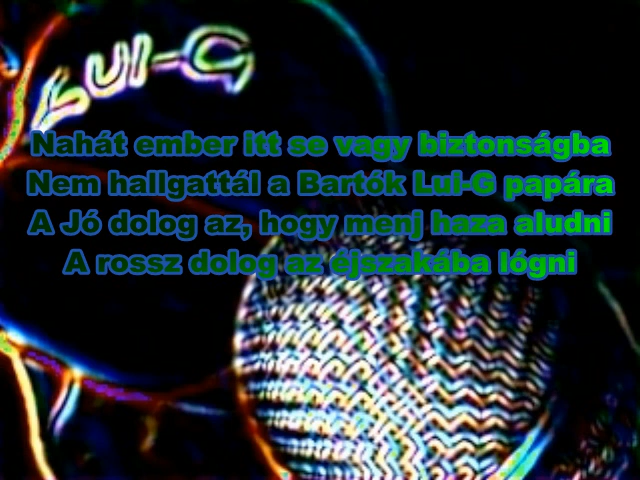 Lui-G
Nahát ember itt se vagy biztonságba
Nem hallgattál a Bartók Lui-G papára
A Jó dolog az, hogy menj haza aludni
A rossz dolog az éjszakába lógni